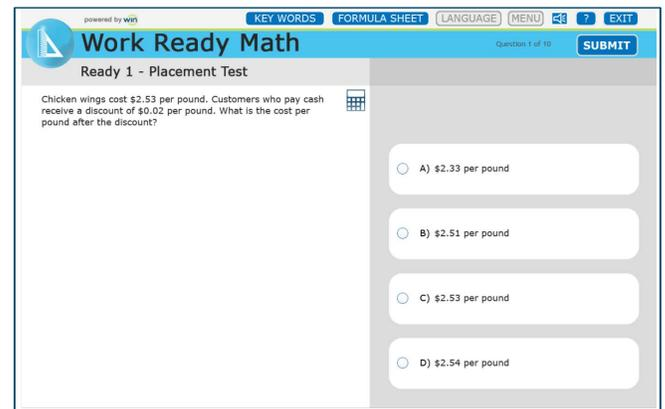 powered by win KEY WORDS FORMULA SHEET LANGUAGE MENU ? EXIT
Work Ready Math Question 1 of 10 SUBMIT
Ready 1 - Placement Test
Chicken wings cost $2.53 per pound. Customers who pay cash
receive a discount of $0.02 per pound. What is the cost per
pound after the discount?
A) $2.33 per pound
B) $2.51 per pound
C) $2.53 per pound
D) $2.54 per pound